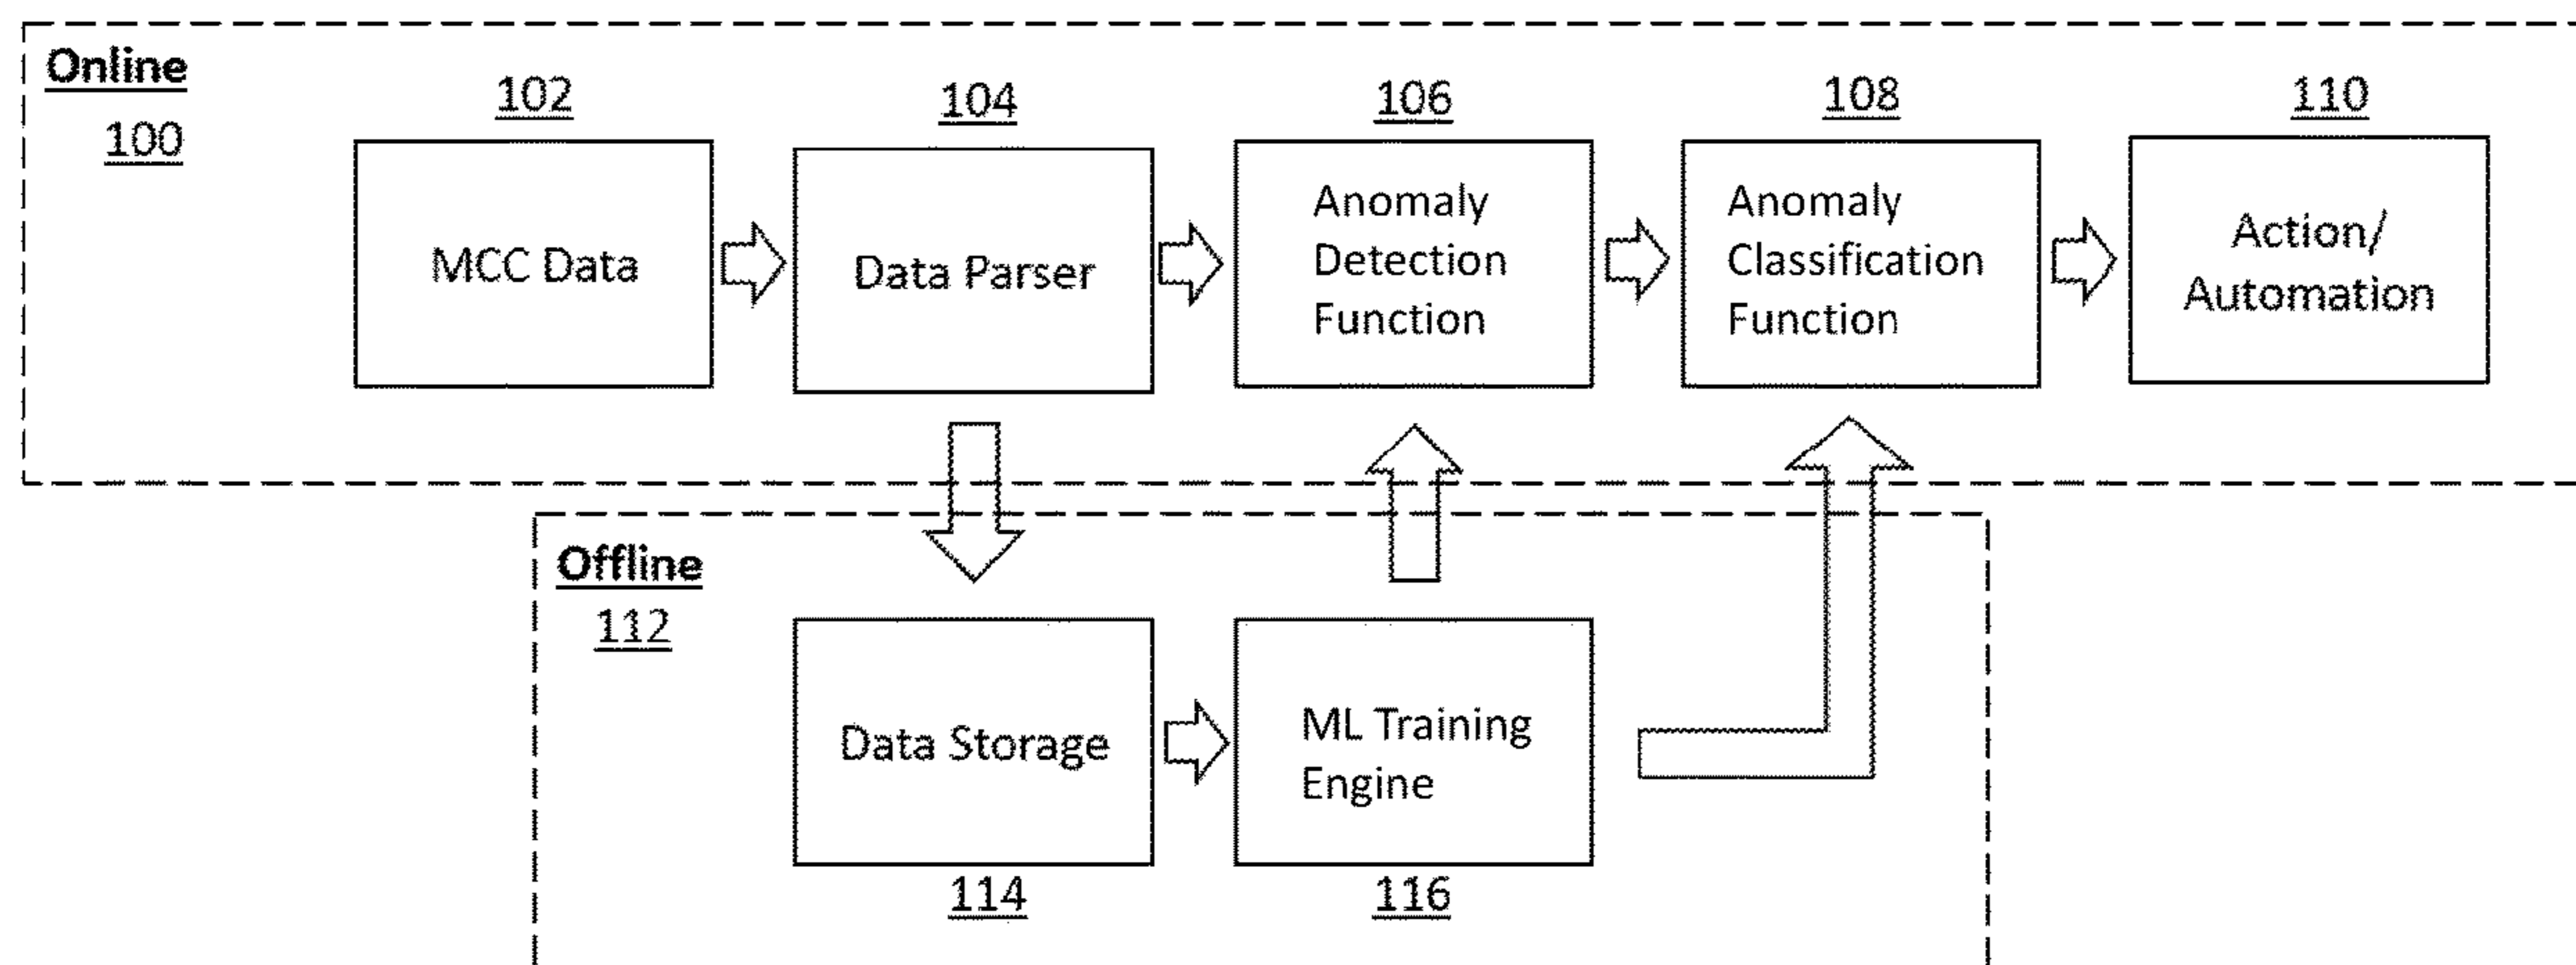 Online
100
102
MCC Data
104
Data Parser
106
Anomaly
Detection
Function
108
Anomaly
Classification
Function
110
Action/
Automation
Offline
112
Data Storage
114
ML Training
Engine
116